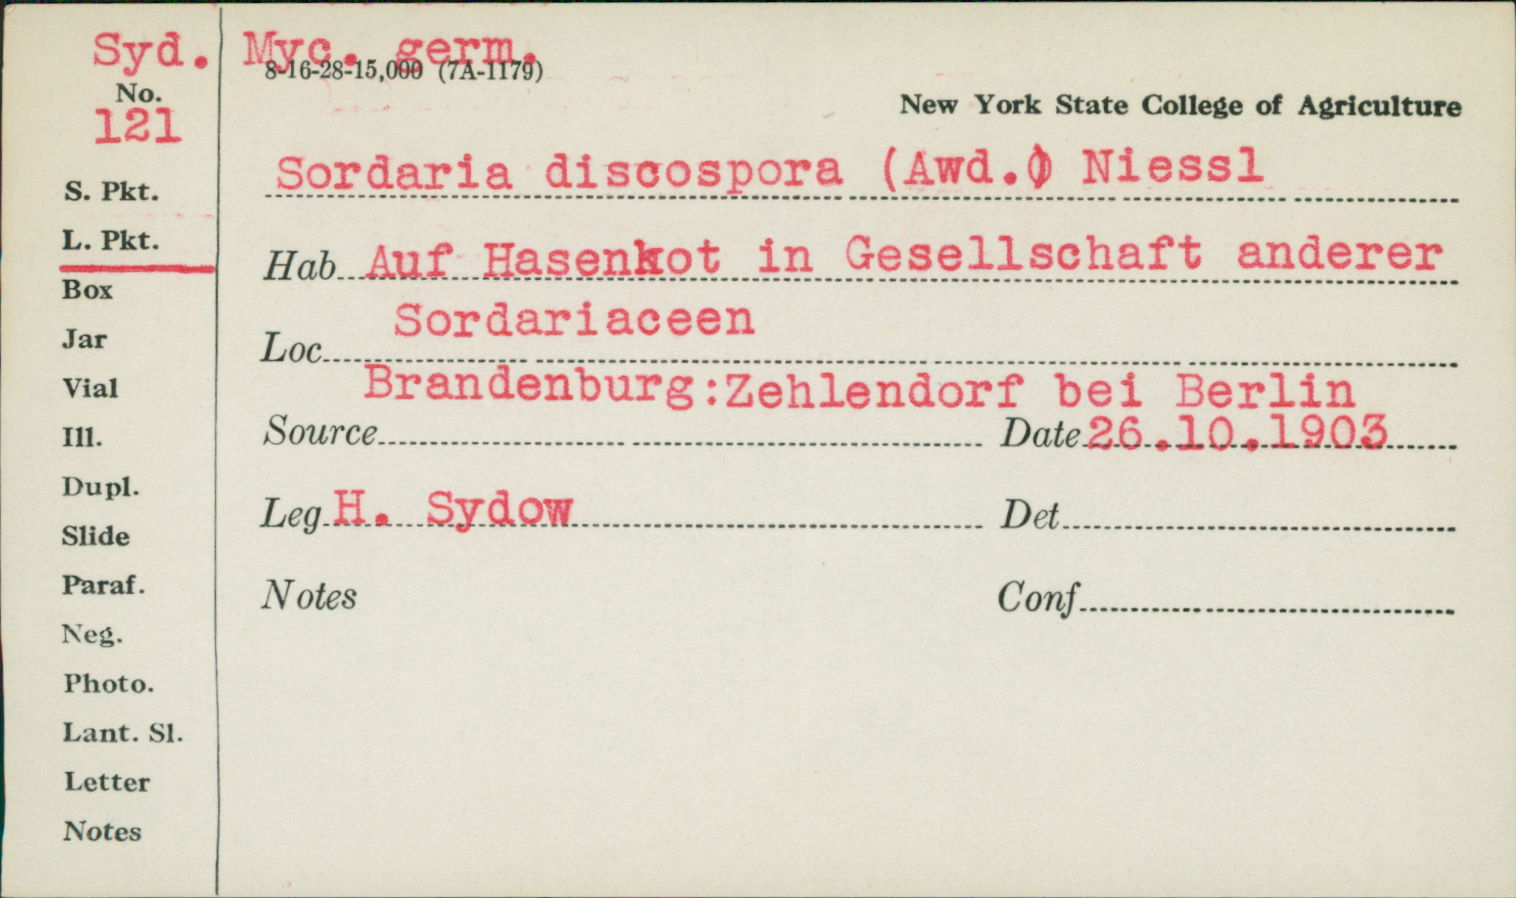 Syd. Myc. germ.
8-16-28-15,000 (7A-1179)
No.
121
New York State College of Agriculture
Sordaria discospora (Awd.) Niessl
S. Pkt.
L. Pkt.
Hab. Auf Hasenkot in Gesellschaft anderer
Box
Sordariaceen
Jar
Loc.
Vial
Brandenburg:Zehlendorf bei Berlin
Ill.
Source Date 26.10.1903
Dupl.
Leg. H. Sydow Det.
Slide
Paraf.
Notes Conf.
Neg.
Photo.
Lant. Sl.
Letter
Notes